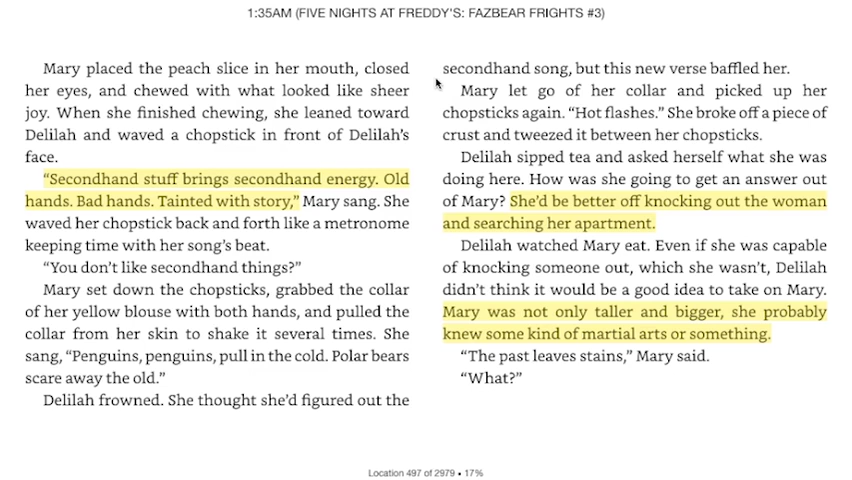 1:35AM (FIVE NIGHTS AT FREDDY'S: FAZBEAR FRIGHTS #3)
Mary placed the peach slice in her mouth, closed
her eyes, and chewed with what looked like sheer
joy. When she finished chewing, she leaned toward
Delilah and waved a chopstick in front of Delilah's
face.
“Secondhand stuff brings secondhand energy. Old
hands. Bad hands. Tainted with story,” Mary sang. She
waved her chopstick back and forth like a metronome
keeping time with her song's beat.
“You don't like secondhand things?”
Mary set down the chopsticks, grabbed the collar
of her yellow blouse with both hands, and pulled the
collar from her skin to shake it several times. She
sang, “Penguins, penguins, pull in the cold. Polar bears
scare away the old.”
Delilah frowned. She thought she'd figured out the
secondhand song, but this new verse baffled her.
Mary let go of her collar and picked up her
chopsticks again. “Hot flashes.” She broke off a piece of
crust and tweezed it between her chopsticks.
Delilah sipped tea and asked herself what she was
doing here. How was she going to get an answer out
of Mary? She'd be better off knocking out the woman
and searching her apartment.
Delilah watched Mary eat. Even if she was capable
of knocking someone out, which she wasn't, Delilah
didn't think it would be a good idea to take on Mary.
Mary was not only taller and bigger, she probably
knew some kind of martial arts or something.
“The past leaves stains,” Mary said.
“What?”
Location 497 of 2979 • 17%